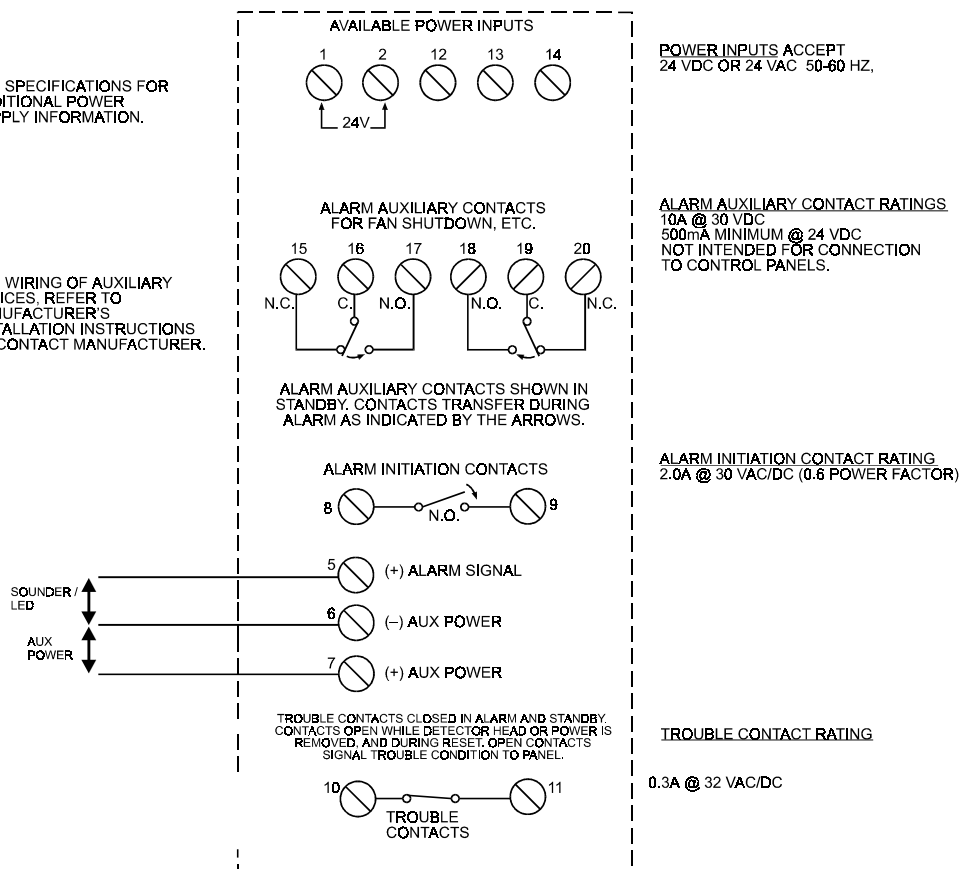 AVAILABLE POWER INPUTS
1 2 12 13 14
24V
POWER INPUTS ACCEPT
24 VDC OR 24 VAC 50-60 HZ,
SPECIFICATIONS FOR
DITIONAL POWER
PPLY INFORMATION.
ALARM AUXILIARY CONTACTS
FOR FAN SHUTDOWN, ETC.
15 16 17 18 19 20
N.C. C. N.O. N.O. C. N.C.
ALARM AUXILIARY CONTACT RATINGS
10A @ 30 VDC
500mA MINIMUM @ 24 VDC
NOT INTENDED FOR CONNECTION
TO CONTROL PANELS.
WIRING OF AUXILIARY
ICES, REFER TO
NUFACTURER'S
TALLATION INSTRUCTIONS
CONTACT MANUFACTURER.
ALARM AUXILIARY CONTACTS SHOWN IN
STANDBY. CONTACTS TRANSFER DURING
ALARM AS INDICATED BY THE ARROWS.
ALARM INITIATION CONTACTS
8 N.O. 9
ALARM INITIATION CONTACT RATING
2.0A @ 30 VAC/DC (0.6 POWER FACTOR)
5 (+) ALARM SIGNAL
SOUNDER /
LED
6 (–) AUX POWER
AUX
POWER
7 (+) AUX POWER
TROUBLE CONTACTS CLOSED IN ALARM AND STANDBY.
CONTACTS OPEN WHILE DETECTOR HEAD OR POWER IS
REMOVED, AND DURING RESET. OPEN CONTACTS
SIGNAL TROUBLE CONDITION TO PANEL.
10 11
TROUBLE
CONTACTS
TROUBLE CONTACT RATING
0.3A @ 32 VAC/DC